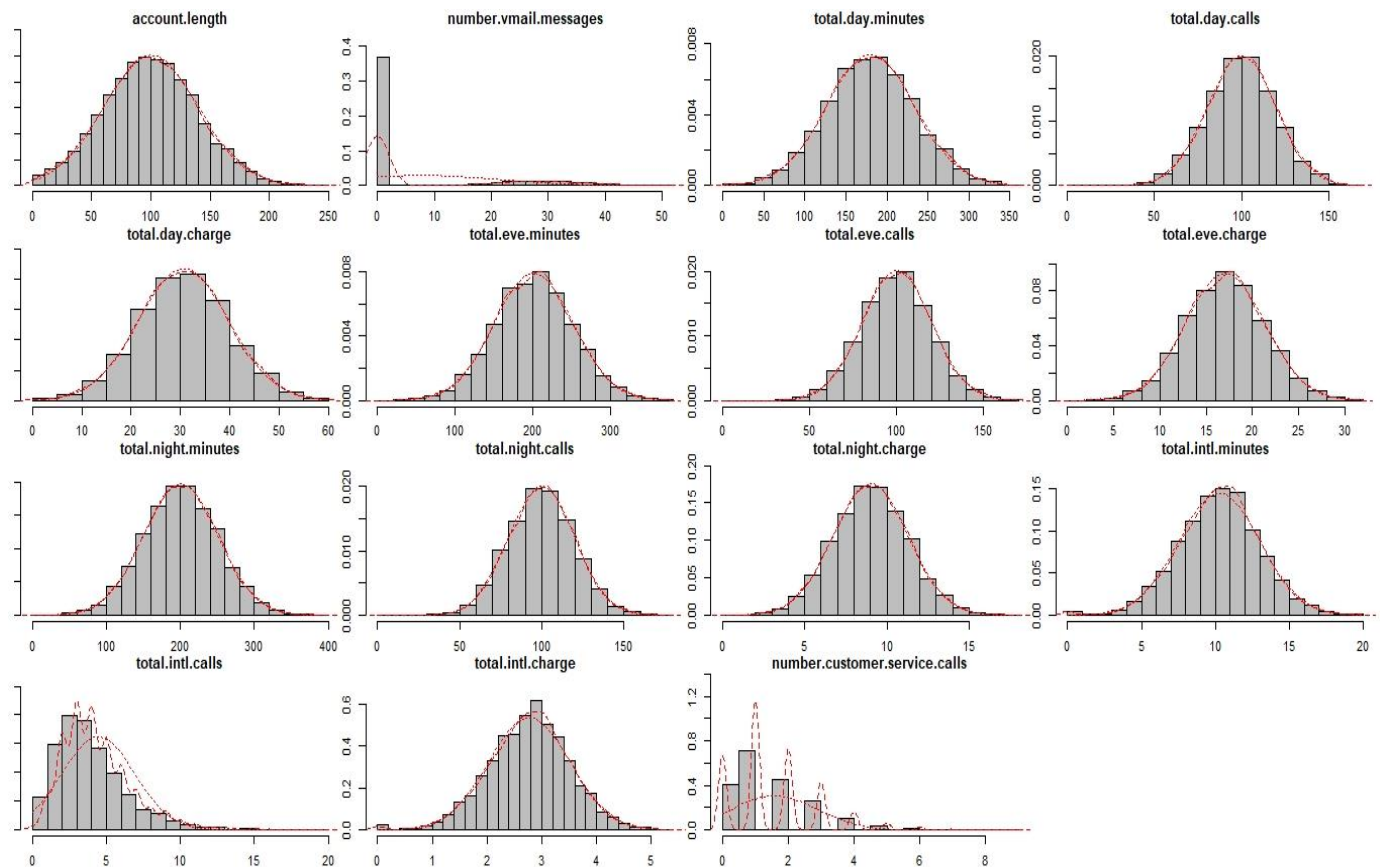 account.length number.vmail.messages total.day.minutes total.day.calls
0.4 0.3 0.2 0.1 0.0
0.008 0.004 0.000
0.020 0.010 0.000
0 50 100 150 200 250
0 10 20 30 40 50
0 50 100 150 200 250 300 350
0 50 100 150
total.day.charge total.eve.minutes total.eve.calls total.eve.charge
0.008 0.004 0.000
0.020 0.010 0.000
0.08 0.04 0.00
0 10 20 30 40 50 60
0 100 200 300
0 50 100 150
0 5 10 15 20 25 30
total.night.minutes total.night.calls total.night.charge total.intl.minutes
0.020 0.010 0.000
0.20 0.15 0.10 0.05 0.00
0.15 0.10 0.05 0.00
0 100 200 300 400
0 50 100 150
0 5 10 15
0 5 10 15 20
total.intl.calls total.intl.charge number.customer.service.calls
0.6 0.4 0.2 0.0
1.2 0.8 0.4 0.0
0 5 10 15 20
0 1 2 3 4 5
0 2 4 6 8